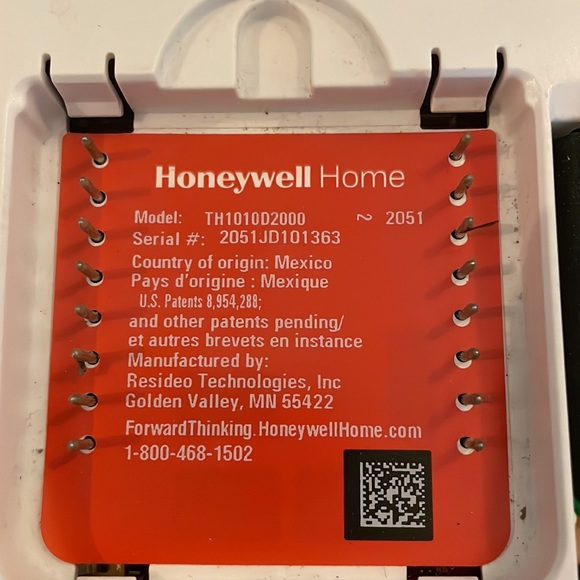 Honeywell Home
Model: TH1010D2000 2 2051
Serial #: 2051JD101363
Country of origin: Mexico
Pays d'origine : Mexique
U.S. Patents 8,954,288;
and other patents pending/
et autres brevets en instance
Manufactured by:
Resideo Technologies, Inc
Golden Valley, MN 55422
ForwardThinking.HoneywellHome.com
1-800-468-1502